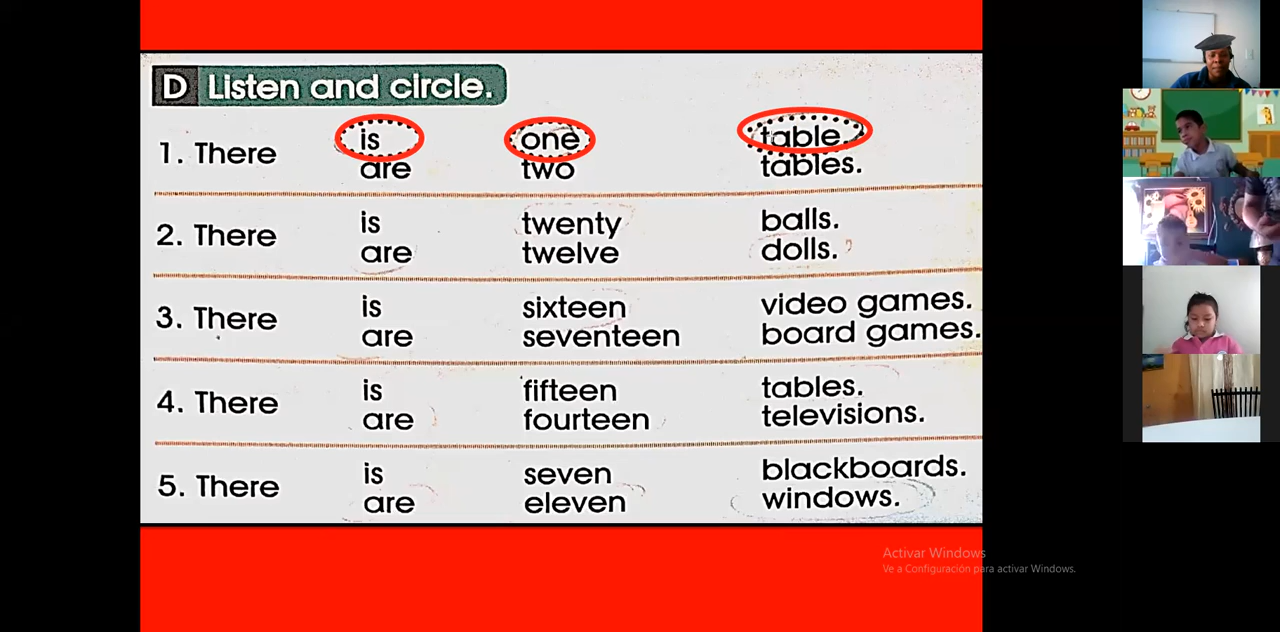 D Listen and circle.
is one table.
1. There
are two tables.
is twenty balls.
2. There
are twelve dolls.
is sixteen video games.
3. There
are seventeen board games.
is fifteen tables.
4. There
are fourteen televisions.
is seven blackboards.
5. There
are eleven windows.
Activar Windows
Ve a Configuración para activar Windows.